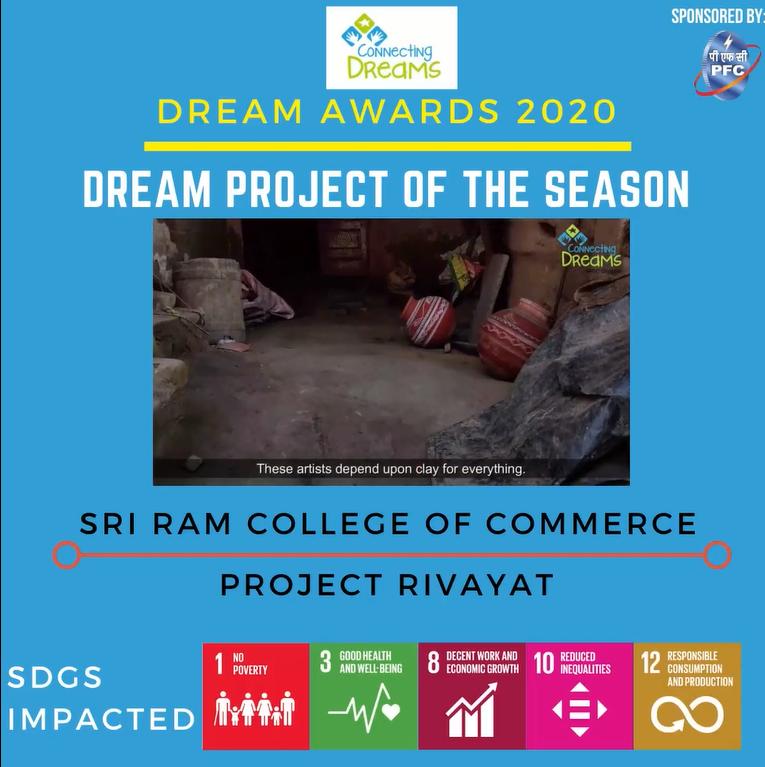 CONNECTING
DREAMS
SPONSORED BY:
पी एफ सी
PFC
DREAM AWARDS 2020
DREAM PROJECT OF THE SEASON
CONNECTING
DREAMS
These artists depend upon clay for everything.
SRI RAM COLLEGE OF COMMERCE
PROJECT RIVAYAT
SDGS
IMPACTED
1 NO
POVERTY
3 GOOD HEALTH
AND WELL-BEING
8 DECENT WORK AND
ECONOMIC GROWTH
10 REDUCED
INEQUALITIES
12 RESPONSIBLE
CONSUMPTION
AND PRODUCTION